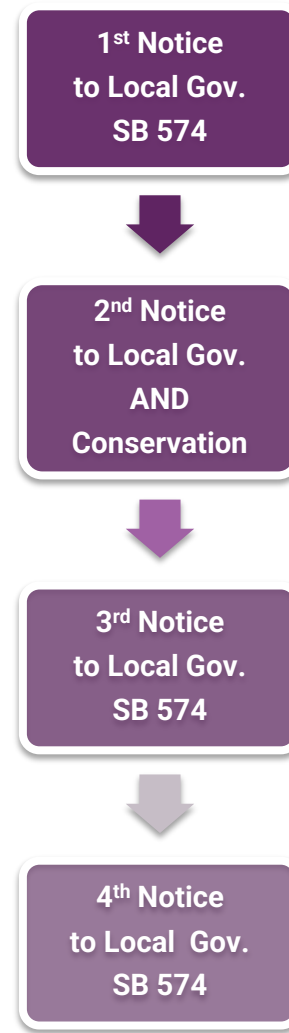 1st Notice
to Local Gov.
SB 574
2nd Notice
to Local Gov.
AND
Conservation
3rd Notice
to Local Gov.
SB 574
4th Notice
to Local Gov.
SB 574